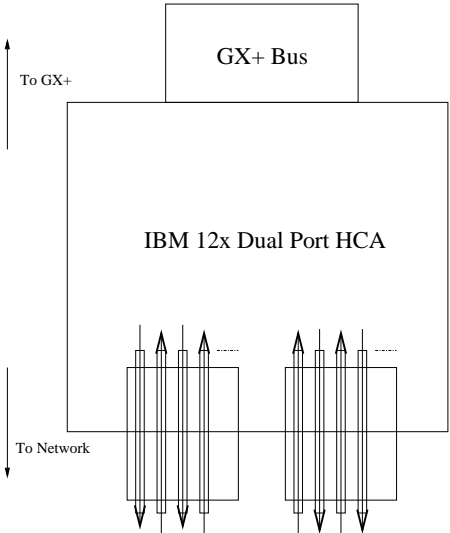 GX+ Bus
To GX+
IBM 12x Dual Port HCA
To Network